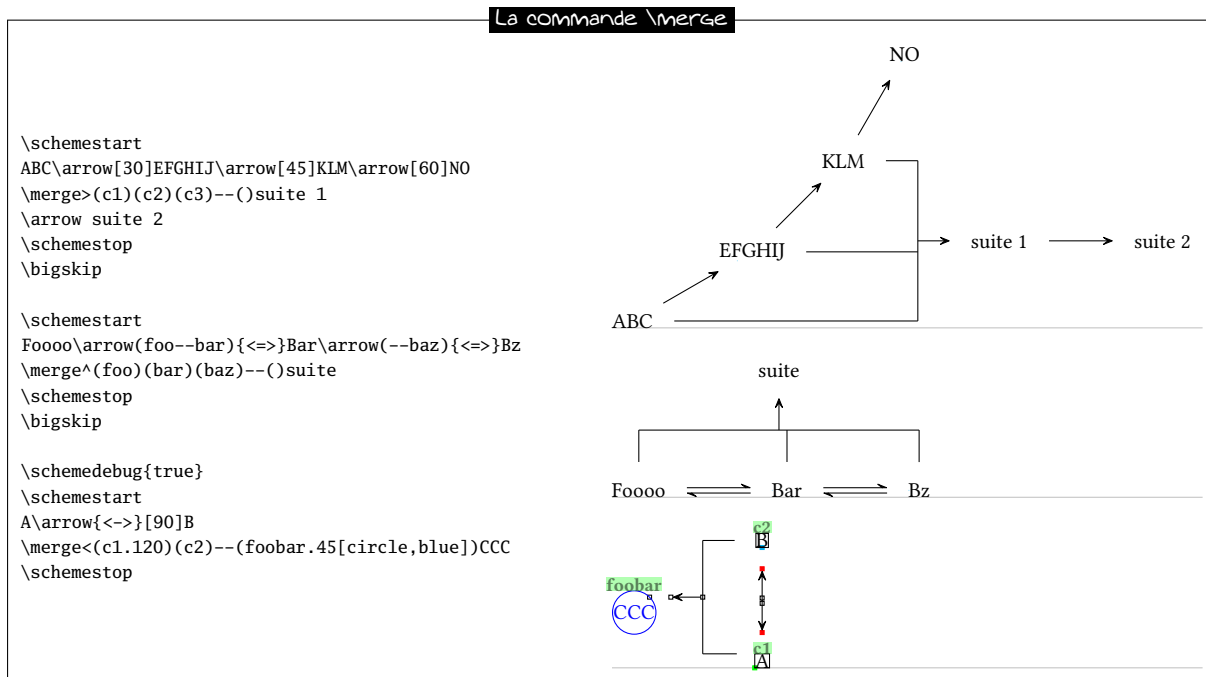 La commande \merge
\schemestart
ABC\arrow[30]EFGHIJ\arrow[45]KLM\arrow[60]NO
\merge>(c1)(c2)(c3)--()suite 1
\arrow suite 2
\schemestop
\bigskip
\schemestart
Foooo\arrow(foo--bar){<=>}Bar\arrow(--baz){<=>}Bz
\merge^(foo)(bar)(baz)--()suite
\schemestop
\bigskip
\schemedebug{true}
\schemestart
A\arrow{<->}[90]B
\merge<(c1.120)(c2)--(foobar.45[circle,blue])CCC
\schemestop
NO
KLM
EFGHIJ
suite 1 suite 2
ABC
suite
Foooo Bar Bz
c2
B
foobar
CCC
c1
A